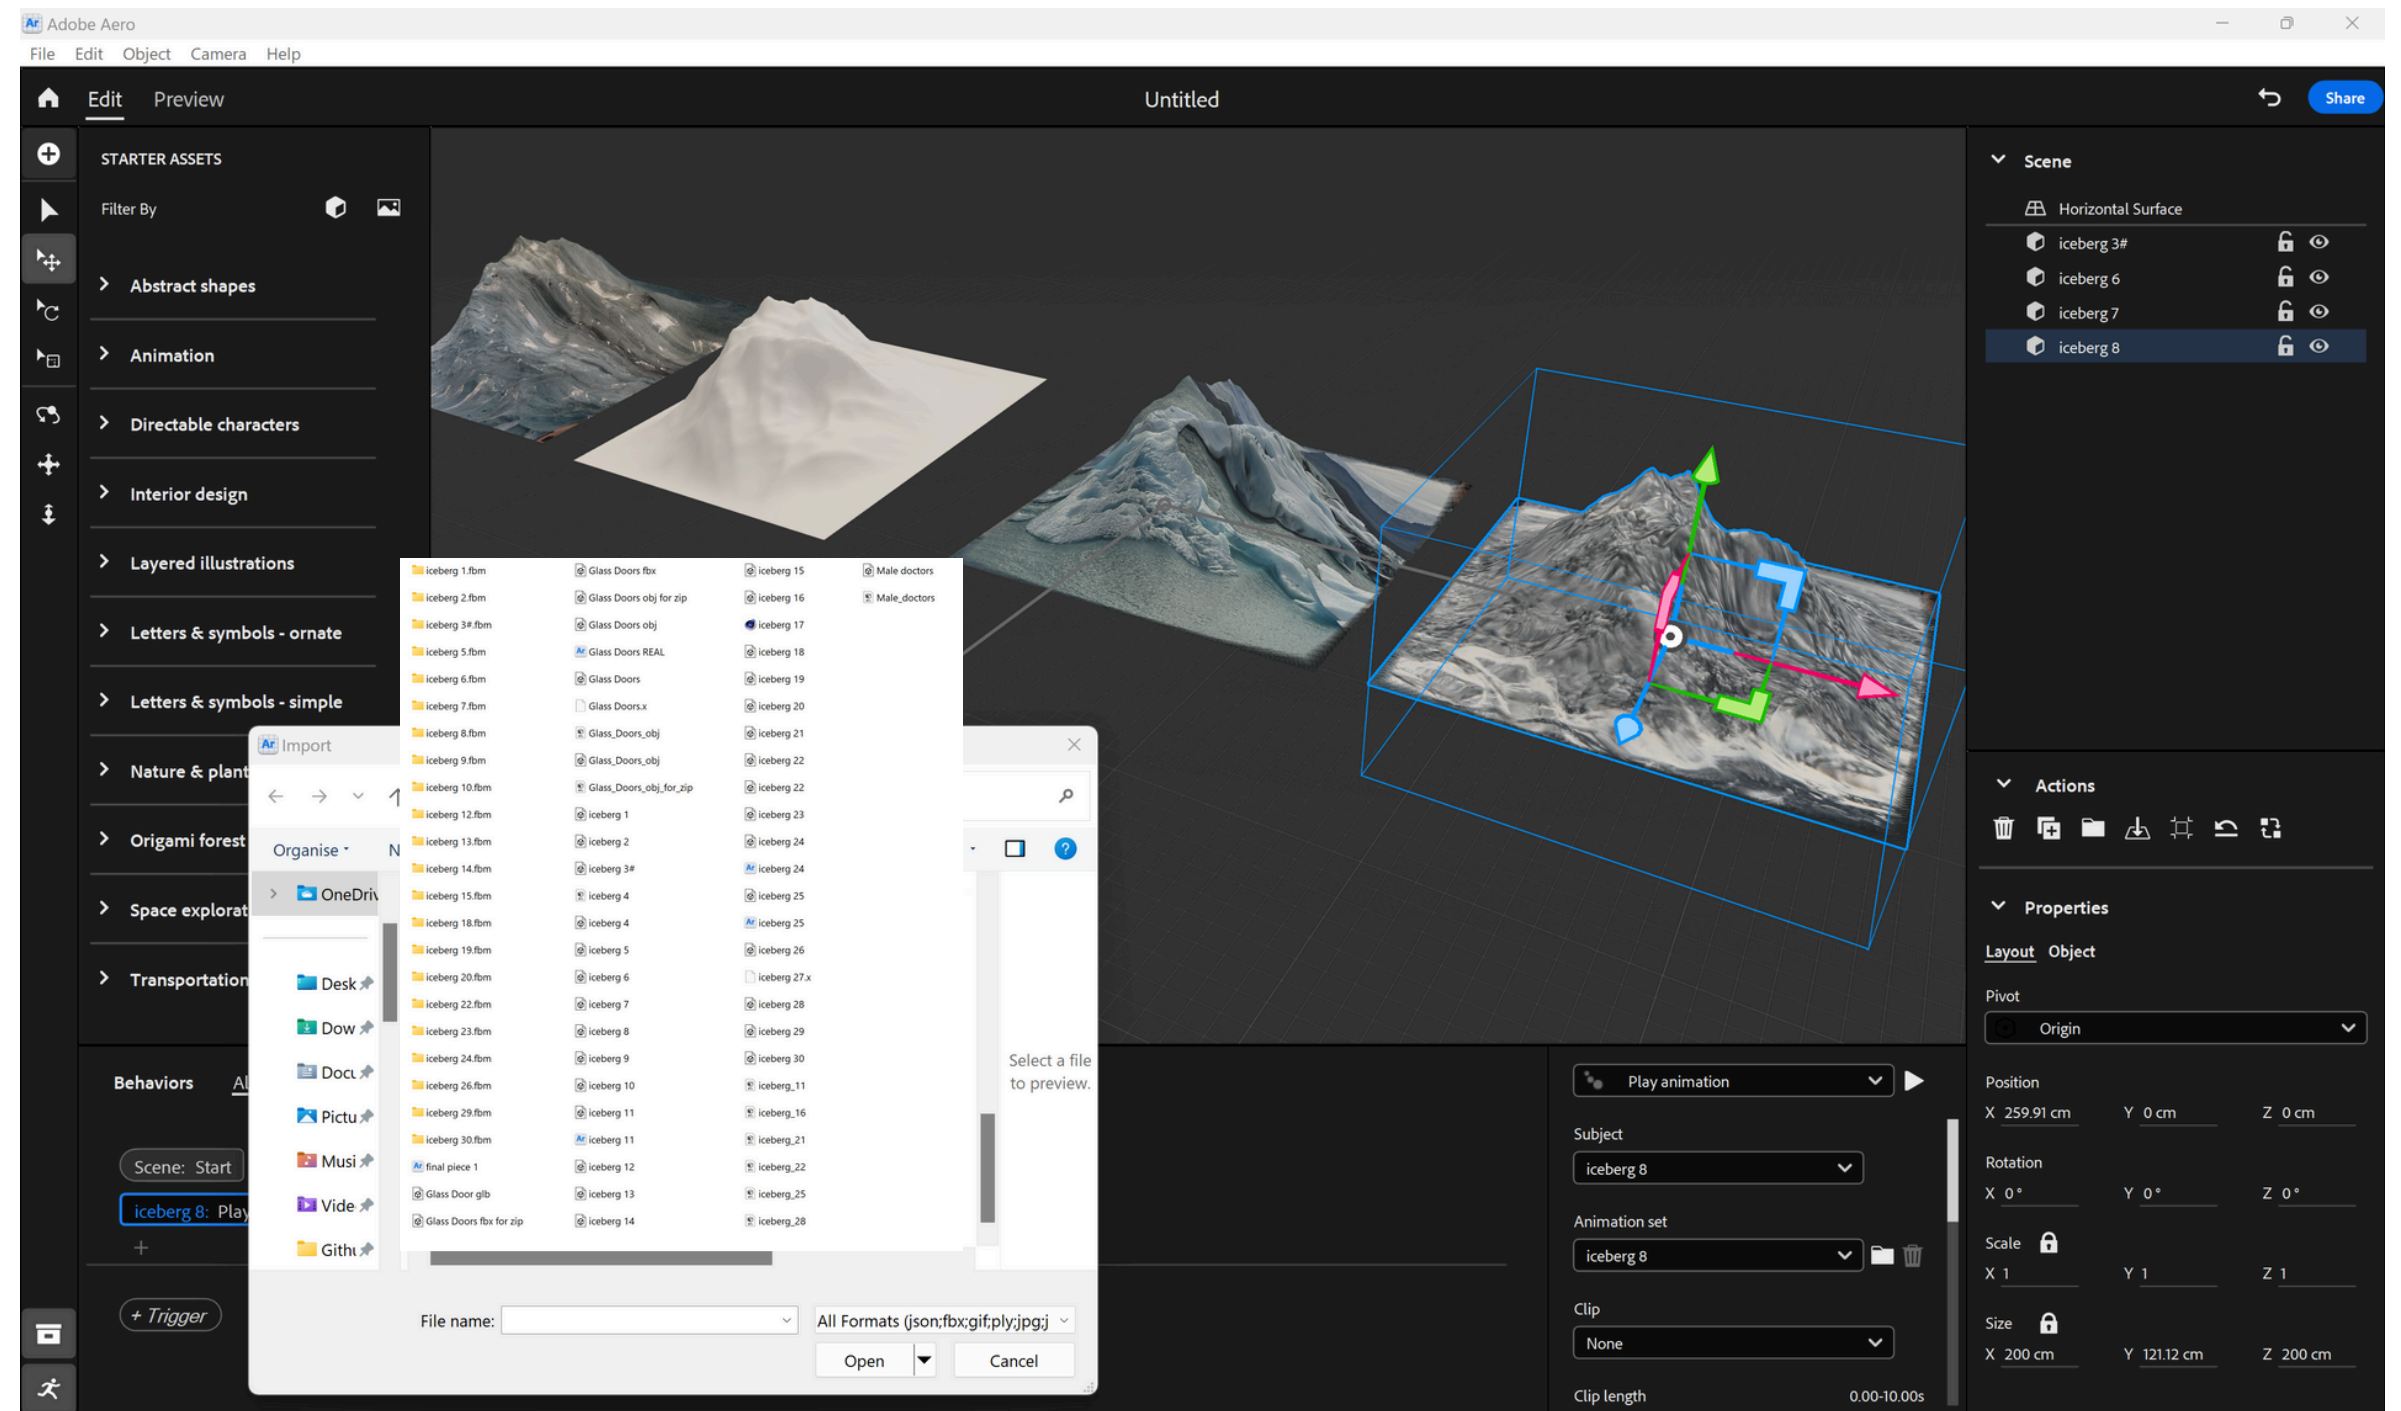 Adobe Aero
File Edit Object Camera Help
Edit Preview
Untitled
Share
STARTER ASSETS
Filter By
Abstract shapes
Animation
Directable characters
Interior design
Layered illustrations
Letters & symbols - ornate
Letters & symbols - simple
Nature & plant
Origami forest
Space explorat
Transportation
Scene
Horizontal Surface
iceberg 3#
iceberg 6
iceberg 7
iceberg 8
Import
Organise
N
OneDriv
Desk
Dow
Docu
Pictu
Musi
Vide
Githu
iceberg 1.fbm
iceberg 2.fbm
iceberg 3#.fbm
iceberg 5.fbm
iceberg 6.fbm
iceberg 7.fbm
iceberg 8.fbm
iceberg 9.fbm
iceberg 10.fbm
iceberg 12.fbm
iceberg 13.fbm
iceberg 14.fbm
iceberg 15.fbm
iceberg 18.fbm
iceberg 19.fbm
iceberg 20.fbm
iceberg 22.fbm
iceberg 23.fbm
iceberg 24.fbm
iceberg 26.fbm
iceberg 29.fbm
iceberg 30.fbm
final piece 1
Glass Door glb
Glass Doors fbx for zip
Glass Doors fbx
Glass Doors obj for zip
Glass Doors obj
Glass Doors REAL
Glass Doors
Glass Doors.x
Glass_Doors_obj
Glass_Doors_obj
Glass_Doors_obj_for_zip
iceberg 1
iceberg 2
iceberg 3#
iceberg 4
iceberg 4
iceberg 5
iceberg 6
iceberg 7
iceberg 8
iceberg 9
iceberg 10
iceberg 11
iceberg 11
iceberg 12
iceberg 13
iceberg 14
iceberg 15
iceberg 16
iceberg 17
iceberg 18
iceberg 19
iceberg 20
iceberg 21
iceberg 22
iceberg 22
iceberg 23
iceberg 24
iceberg 24
iceberg 25
iceberg 25
iceberg 26
iceberg 27.x
iceberg 28
iceberg 29
iceberg 30
iceberg_11
iceberg_16
iceberg_21
iceberg_22
iceberg_25
iceberg_28
Male doctors
Male_doctors
Select a file
to preview.
File name:
All Formats (json;fbx;gif;ply;jpg;j
Open
Cancel
Behaviors Al
Scene: Start
iceberg 8: Play
+ Trigger
Play animation
Subject
iceberg 8
Animation set
iceberg 8
Clip
None
Clip length 0.00-10.00s
Actions
Properties
Layout Object
Pivot
Origin
Position
X 259.91 cm Y 0 cm Z 0 cm
Rotation
X 0° Y 0° Z 0°
Scale
X 1 Y 1 Z 1
Size
X 200 cm Y 121.12 cm Z 200 cm